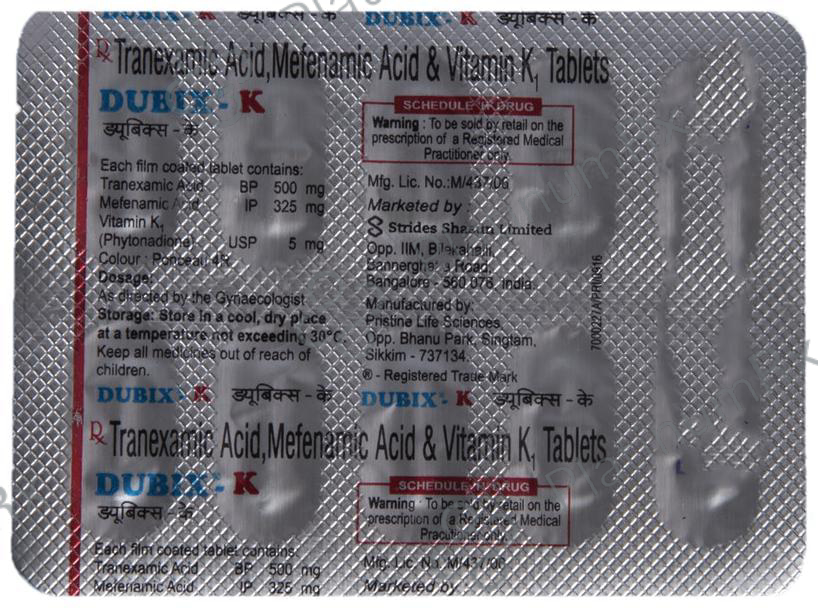 DUBIX - K ड्यूबिक्स - के DUBIX - K ड्यूबिक्स - के
Rx Tranexamic Acid,Mefenamic Acid & Vitamin K1 Tablets
DUBIX® - K
ड्यूबिक्स - के
Each film coated tablet contains:
Tranexamic Acid BP 500 mg
Mefenamic Acid IP 325 mg
Vitamin K1
(Phytonadione) USP 5 mg
Colour : Ponceau 4R
Dosage:
As directed by the Gynaecologist
Storage: Store in a cool, dry place
at a temperature not exceeding 30°C.
Keep all medicines out of reach of
children.
SCHEDULE H DRUG
Warning : To be sold by retail on the
prescription of a Registered Medical
Practitioner only.
Mfg. Lic. No.:M/437/06
Marketed by :
Strides Shasun Limited
Opp. IIM, Bilekahalli,
Bannerghatta Road,
Bangalore - 560 076, India.
Manufactured by:
Pristine Life Sciences,
Opp. Bhanu Park, Singtam,
Sikkim - 737134.
® - Registered Trade Mark
7000227A/PRI/0916
DUBIX® - K ड्यूबिक्स - के DUBIX® - K ड्यूबिक्स - के
Rx Tranexamic Acid,Mefenamic Acid & Vitamin K1 Tablets
DUBIX® - K
ड्यूबिक्स - के
Each film coated tablet contains:
Tranexamic Acid BP 500 mg
Mefenamic Acid IP 325 mg
SCHEDULE H DRUG
Warning : To be sold by retail on the
prescription of a Registered Medical
Practitioner only.
Mfg. Lic. No.:M/437/06
Marketed by :